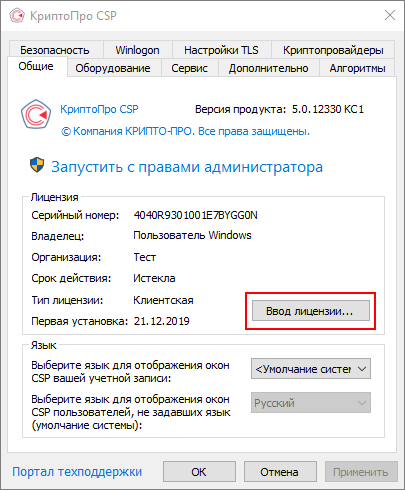 КриптоПро CSP
Безопасность Winlogon Настройки TLS Криптопровайдеры
Общие Оборудование Сервис Дополнительно Алгоритмы
КриптоПро CSP Версия продукта: 5.0.12330 КС1
© Компания КРИПТО-ПРО. Все права защищены.
Запустить с правами администратора
Лицензия
Серийный номер: 4040R9301001E7BYGG0N
Владелец: Пользователь Windows
Организация: Тест
Срок действия: Истекла
Тип лицензии: Клиентская
Ввод лицензии...
Первая установка: 21.12.2019
Язык
Выберите язык для отображения окон
CSP вашей учетной записи:
<Умолчание систем
Выберите язык для отображения окон
CSP пользователей, не задавших язык
(умолчание системы):
Русский
Портал техподдержки ОК Отмена Применить